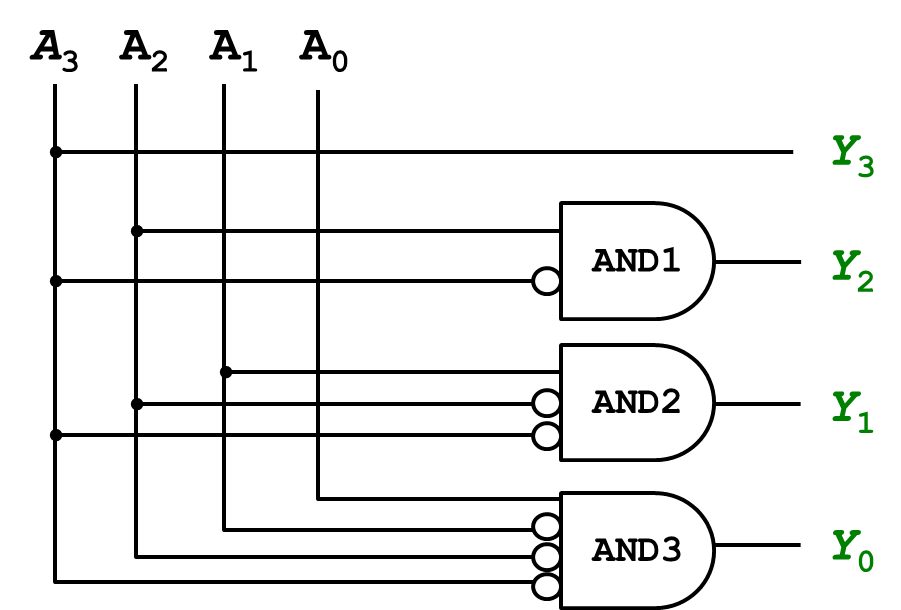 A3 A2 A1 A0
Y3
AND1 Y2
AND2 Y1
AND3 Y0